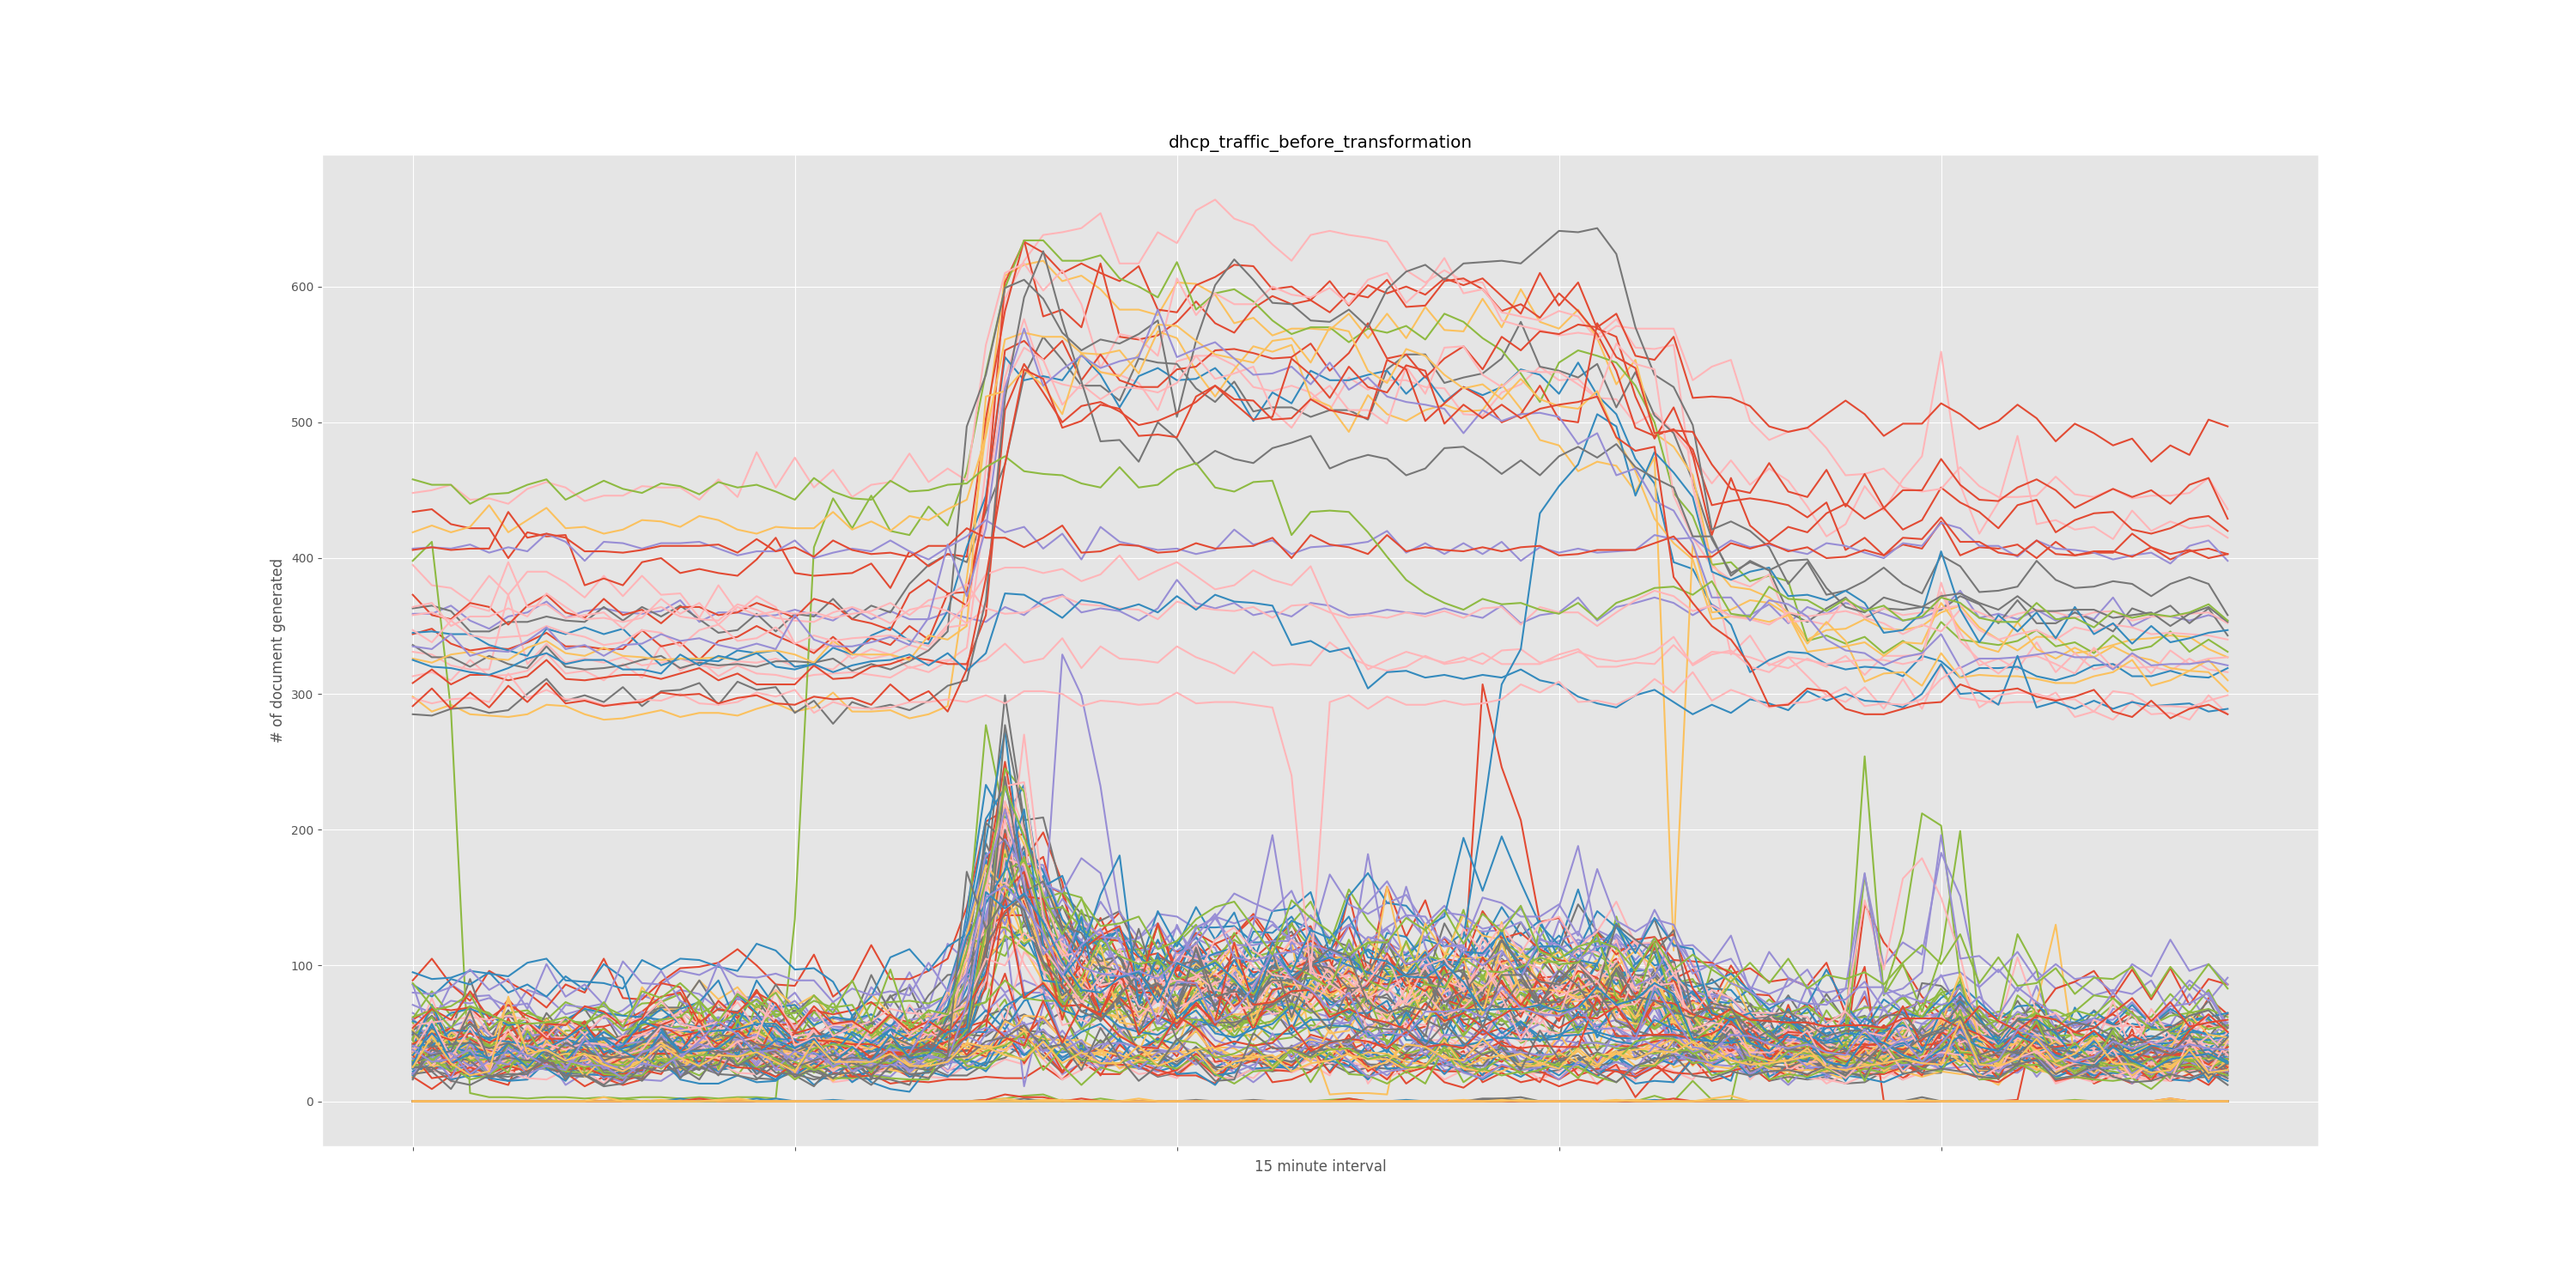 dhcp_traffic_before_transformation
600
500
400
300
200
100
0
# of document generated
15 minute interval